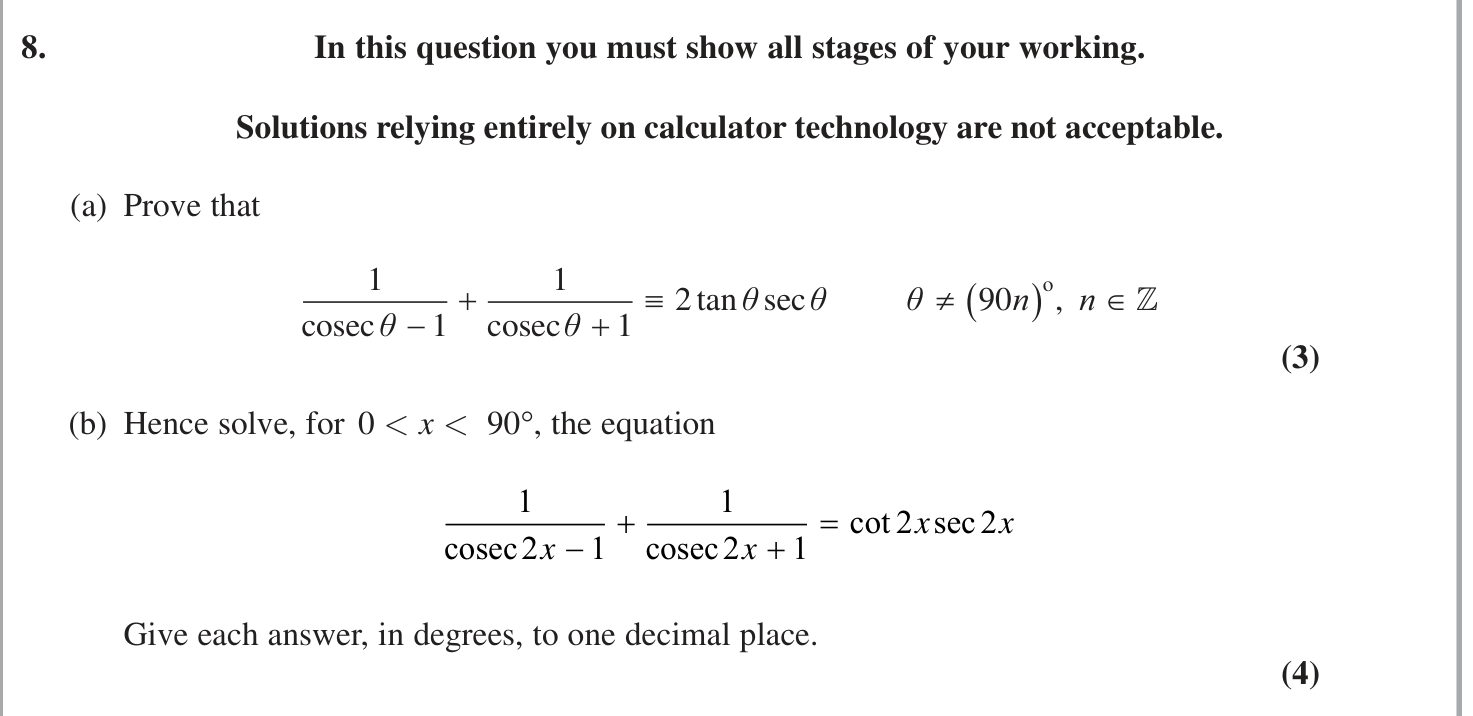 8. In this question you must show all stages of your working.
Solutions relying entirely on calculator technology are not acceptable.
(a) Prove that
1/(cosec θ − 1) + 1/(cosec θ + 1) ≡ 2 tan θ sec θ    θ ≠ (90n)°, n ∈ ℤ
(3)
(b) Hence solve, for 0 < x < 90°, the equation
1/(cosec 2x − 1) + 1/(cosec 2x + 1) = cot 2x sec 2x
Give each answer, in degrees, to one decimal place.
(4)